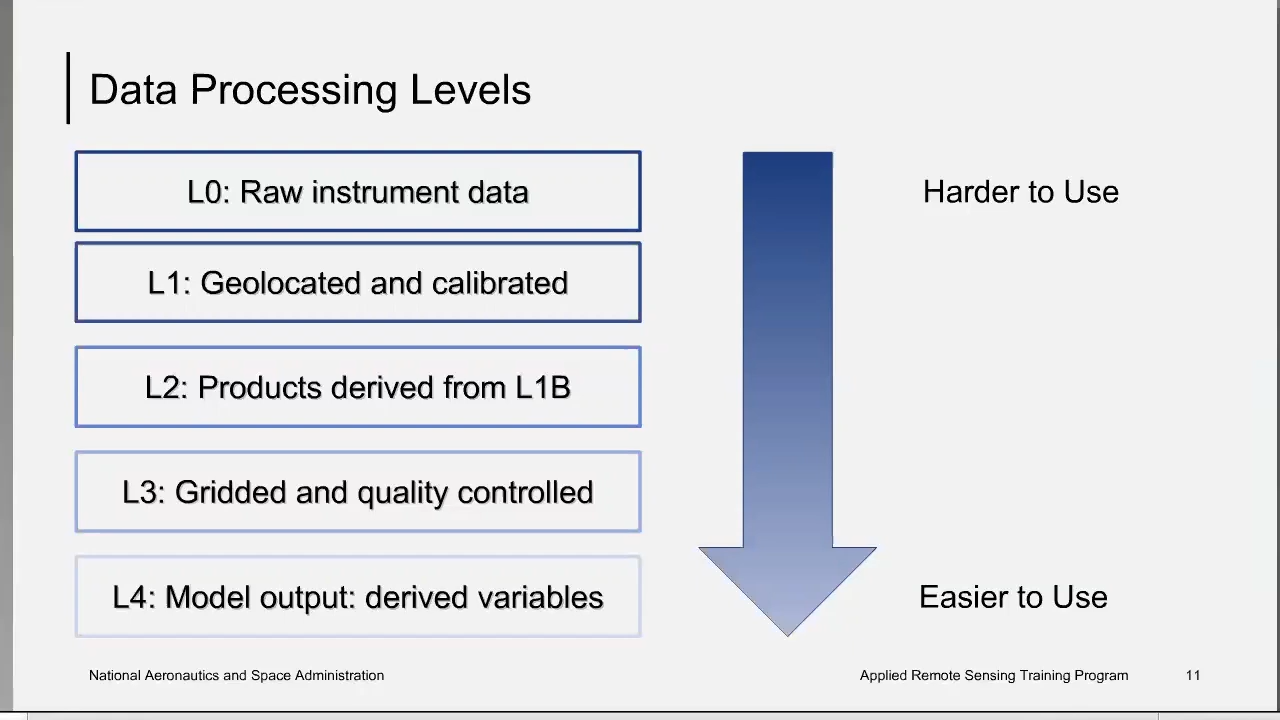 Data Processing Levels
L0: Raw instrument data
Harder to Use
L1: Geolocated and calibrated
L2: Products derived from L1B
L3: Gridded and quality controlled
L4: Model output: derived variables
Easier to Use
National Aeronautics and Space Administration
Applied Remote Sensing Training Program
11